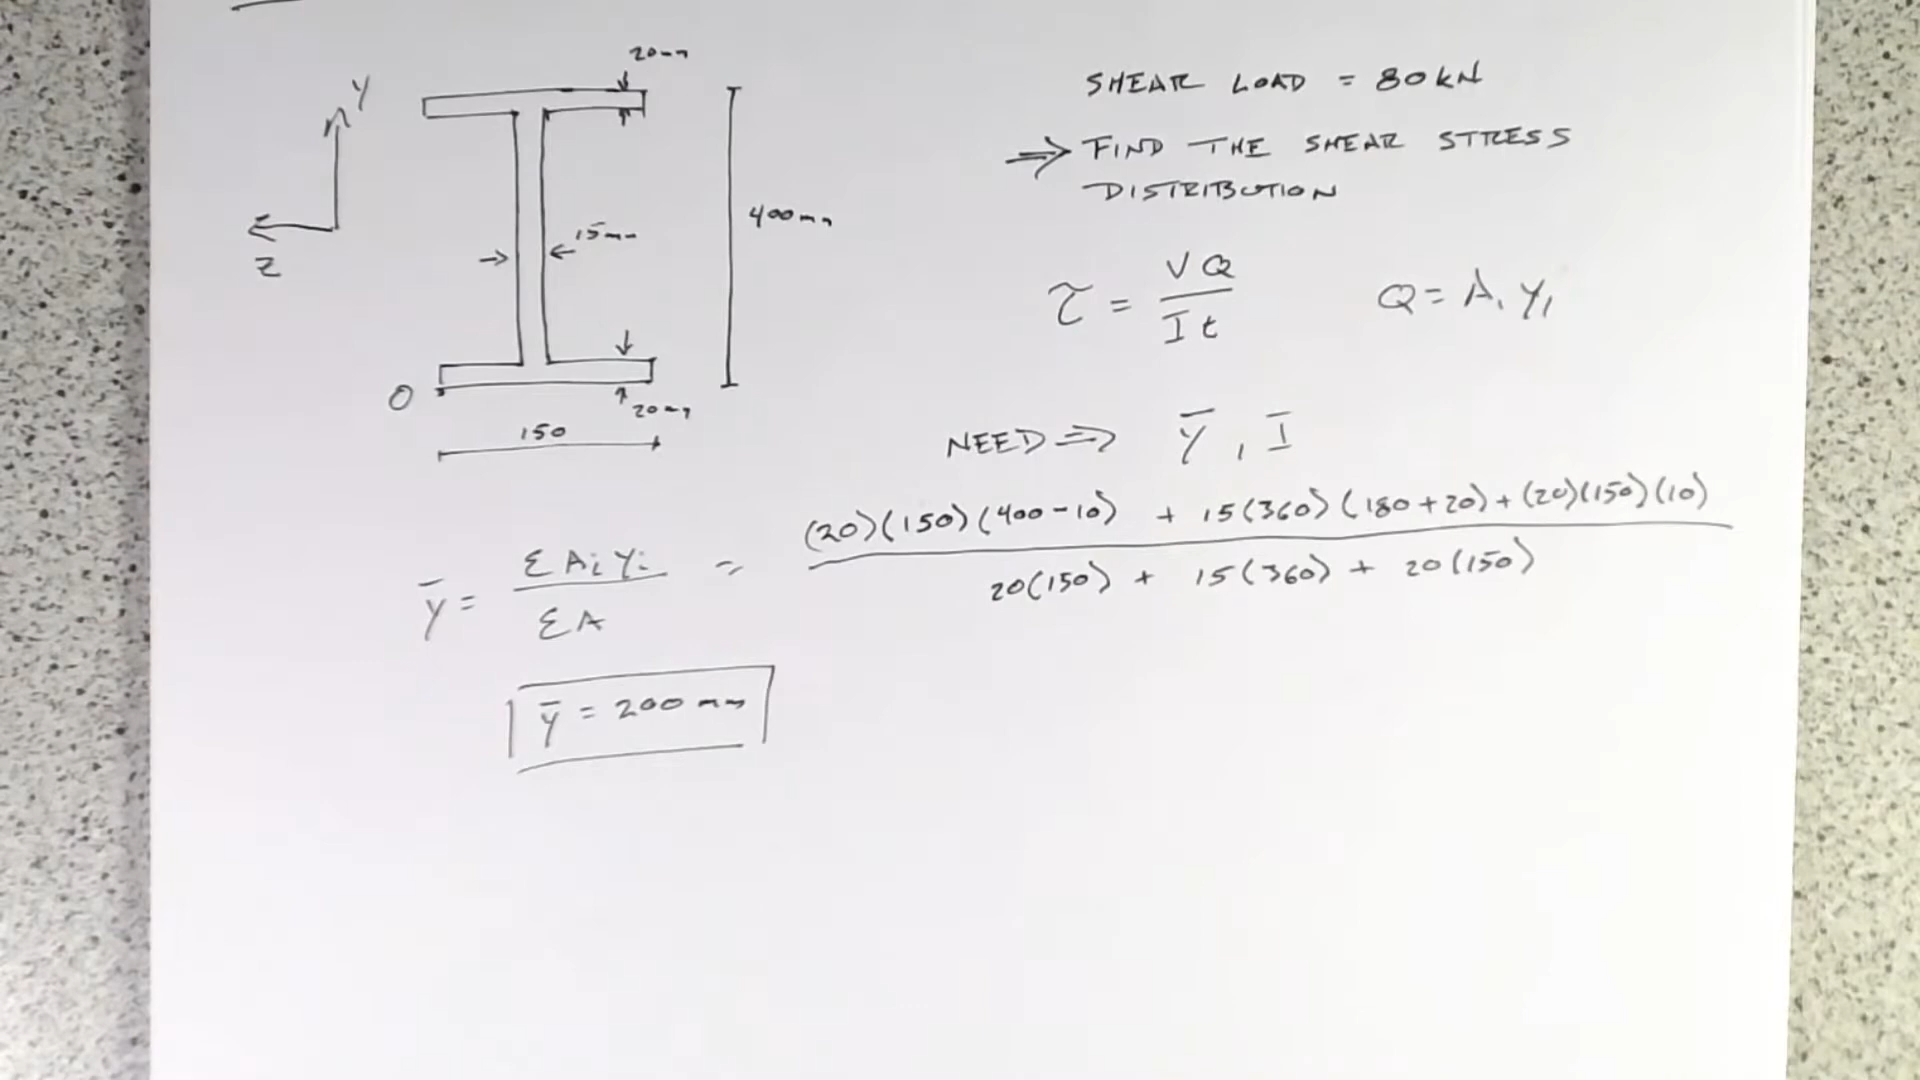 20mm
Y
Z
15mm
400mm
O
20mm
150
SHEAR LOAD = 80kN
⇒ FIND THE SHEAR STRESS
DISTRIBUTION
τ = VQ / It
Q = A₁ y₁
NEED ⇒ ȳ , Ī
ȳ = ΣAᵢyᵢ / ΣA = (20)(150)(400-10) + 15(360)(180+20) + (20)(150)(10) / 20(150) + 15(360) + 20(150)
ȳ = 200 mm